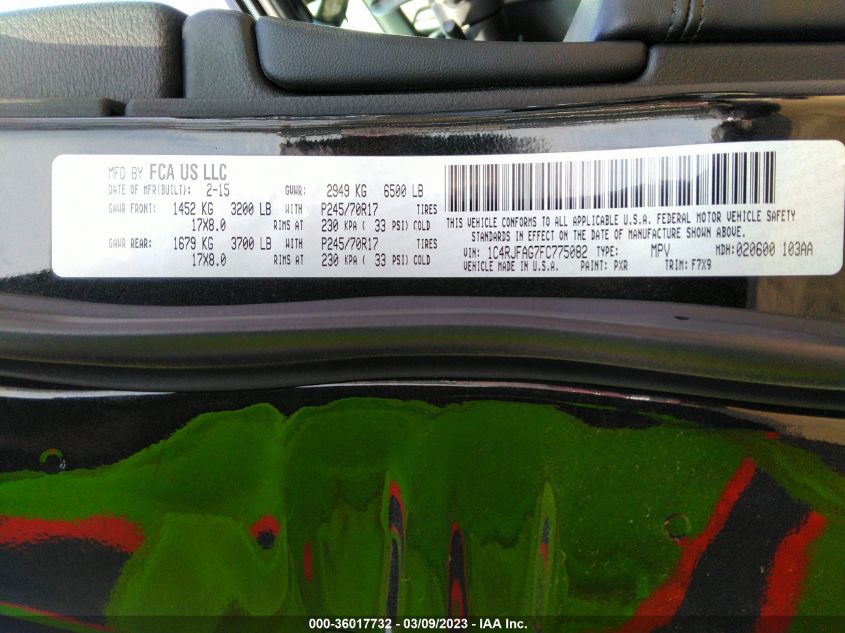 MFD BY FCA US LLC
DATE OF MFR(BUILT): 2-15 GVWR: 2949 KG 6500 LB
GAWR FRONT: 1452 KG 3200 LB WITH P245/70R17 TIRES
17X8.0 RIMS AT 230 KPA ( 33 PSI) COLD
GAWR REAR: 1679 KG 3700 LB WITH P245/70R17 TIRES
17X8.0 RIMS AT 230 KPA ( 33 PSI) COLD
THIS VEHICLE CONFORMS TO ALL APPLICABLE U.S.A. FEDERAL MOTOR VEHICLE SAFETY
STANDARDS IN EFFECT ON THE DATE OF MANUFACTURE SHOWN ABOVE.
VIN: 1C4RJFAG7FC775082 TYPE: MPV MDH: 020600 103AA
VEHICLE MADE IN U.S.A. PAINT: PXR TRIM: F7X9
000-36017732 - 03/09/2023 - IAA Inc.